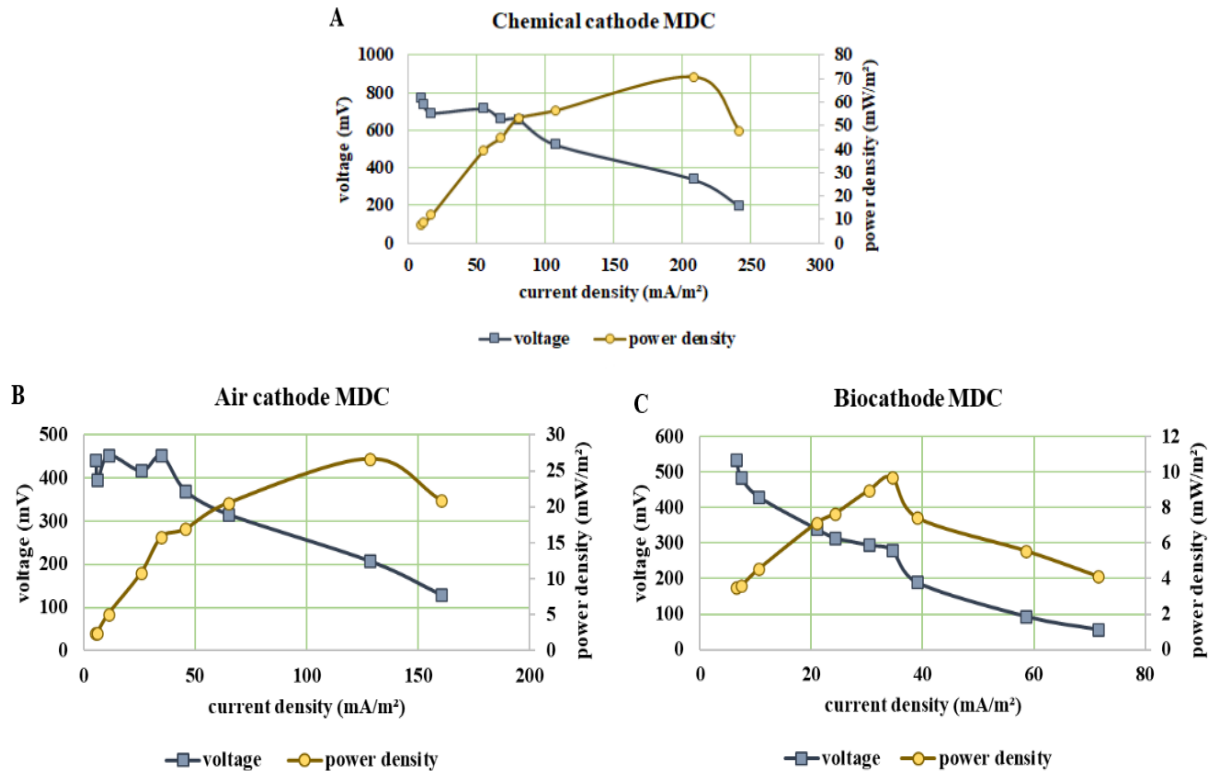 A
Chemical cathode MDC
1000
800
600
400
200
0
voltage (mV)
80
70
60
50
40
30
20
10
0
power density (mW/m²)
0 50 100 150 200 250 300
current density (mA/m²)
voltage power density
B
Air cathode MDC
500
400
300
200
100
0
voltage (mV)
30
25
20
15
10
5
0
power density (mW/m²)
0 50 100 150 200
current density (mA/m²)
voltage power density
C
Biocathode MDC
600
500
400
300
200
100
0
voltage (mV)
12
10
8
6
4
2
0
power density (mW/m²)
0 20 40 60 80
current density (mA/m²)
voltage power density